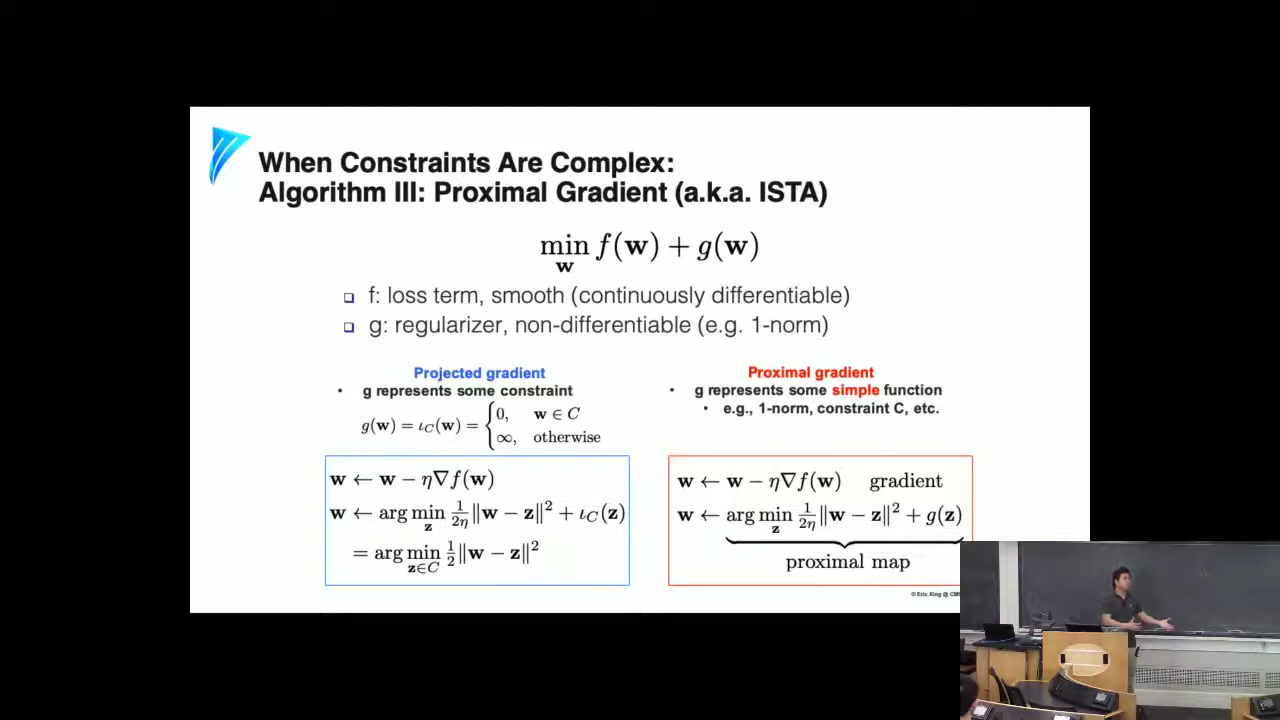 When Constraints Are Complex:
Algorithm III: Proximal Gradient (a.k.a. ISTA)
min_w f(w) + g(w)
❑ f: loss term, smooth (continuously differentiable)
❑ g: regularizer, non-differentiable (e.g. 1-norm)
Projected gradient
• g represents some constraint
g(w) = ι_C(w) = { 0, w ∈ C
∞, otherwise
w ← w − η∇f(w)
w ← arg min_z 1/2η ‖w − z‖² + ι_C(z)
= arg min_{z∈C} 1/2 ‖w − z‖²
Proximal gradient
• g represents some simple function
• e.g., 1-norm, constraint C, etc.
w ← w − η∇f(w) gradient
w ← arg min_z 1/2η ‖w − z‖² + g(z)
proximal map
© Eric Xing @ CM